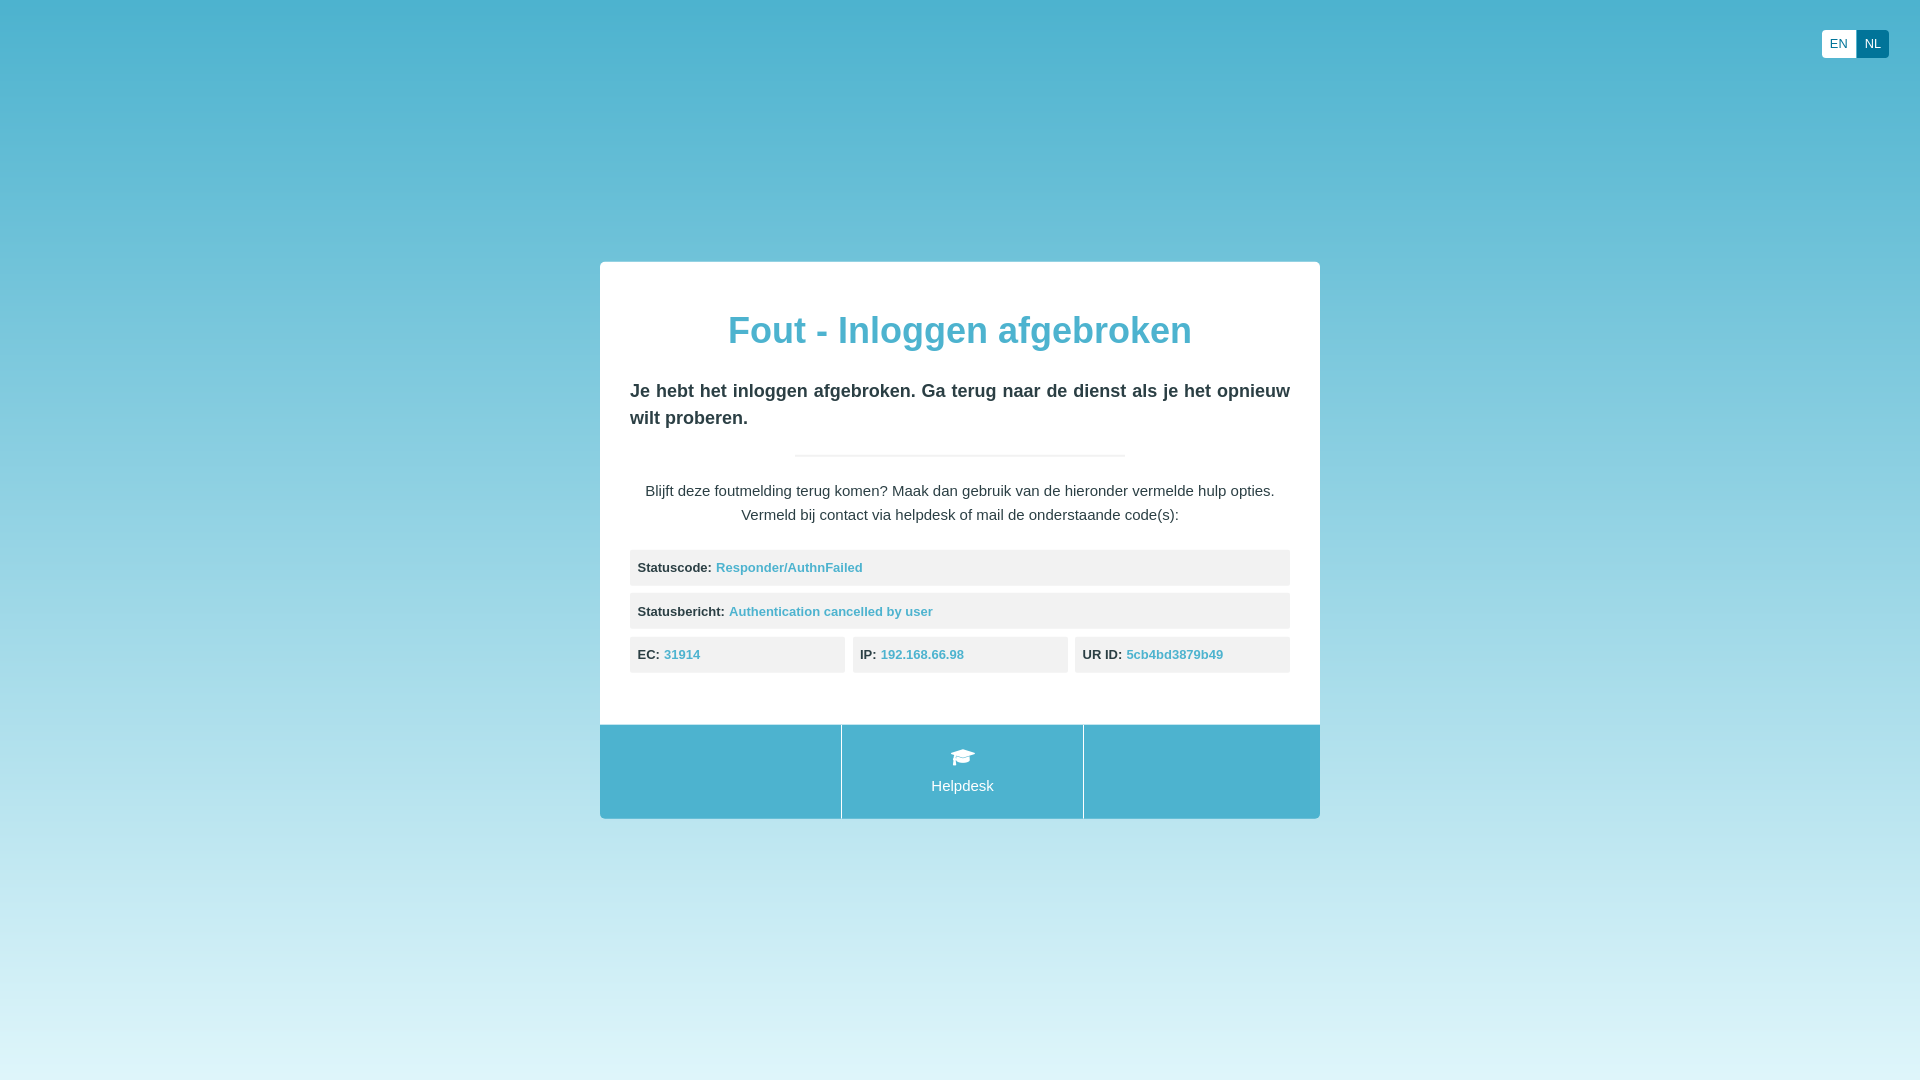 EN NL
Fout - Inloggen afgebroken
Je hebt het inloggen afgebroken. Ga terug naar de dienst als je het opnieuw
wilt proberen.
Blijft deze foutmelding terug komen? Maak dan gebruik van de hieronder vermelde hulp opties.
Vermeld bij contact via helpdesk of mail de onderstaande code(s):
Statuscode: Responder/AuthnFailed
Statusbericht: Authentication cancelled by user
EC: 31914 IP: 192.168.66.98 UR ID: 5cb4bd3879b49
Helpdesk